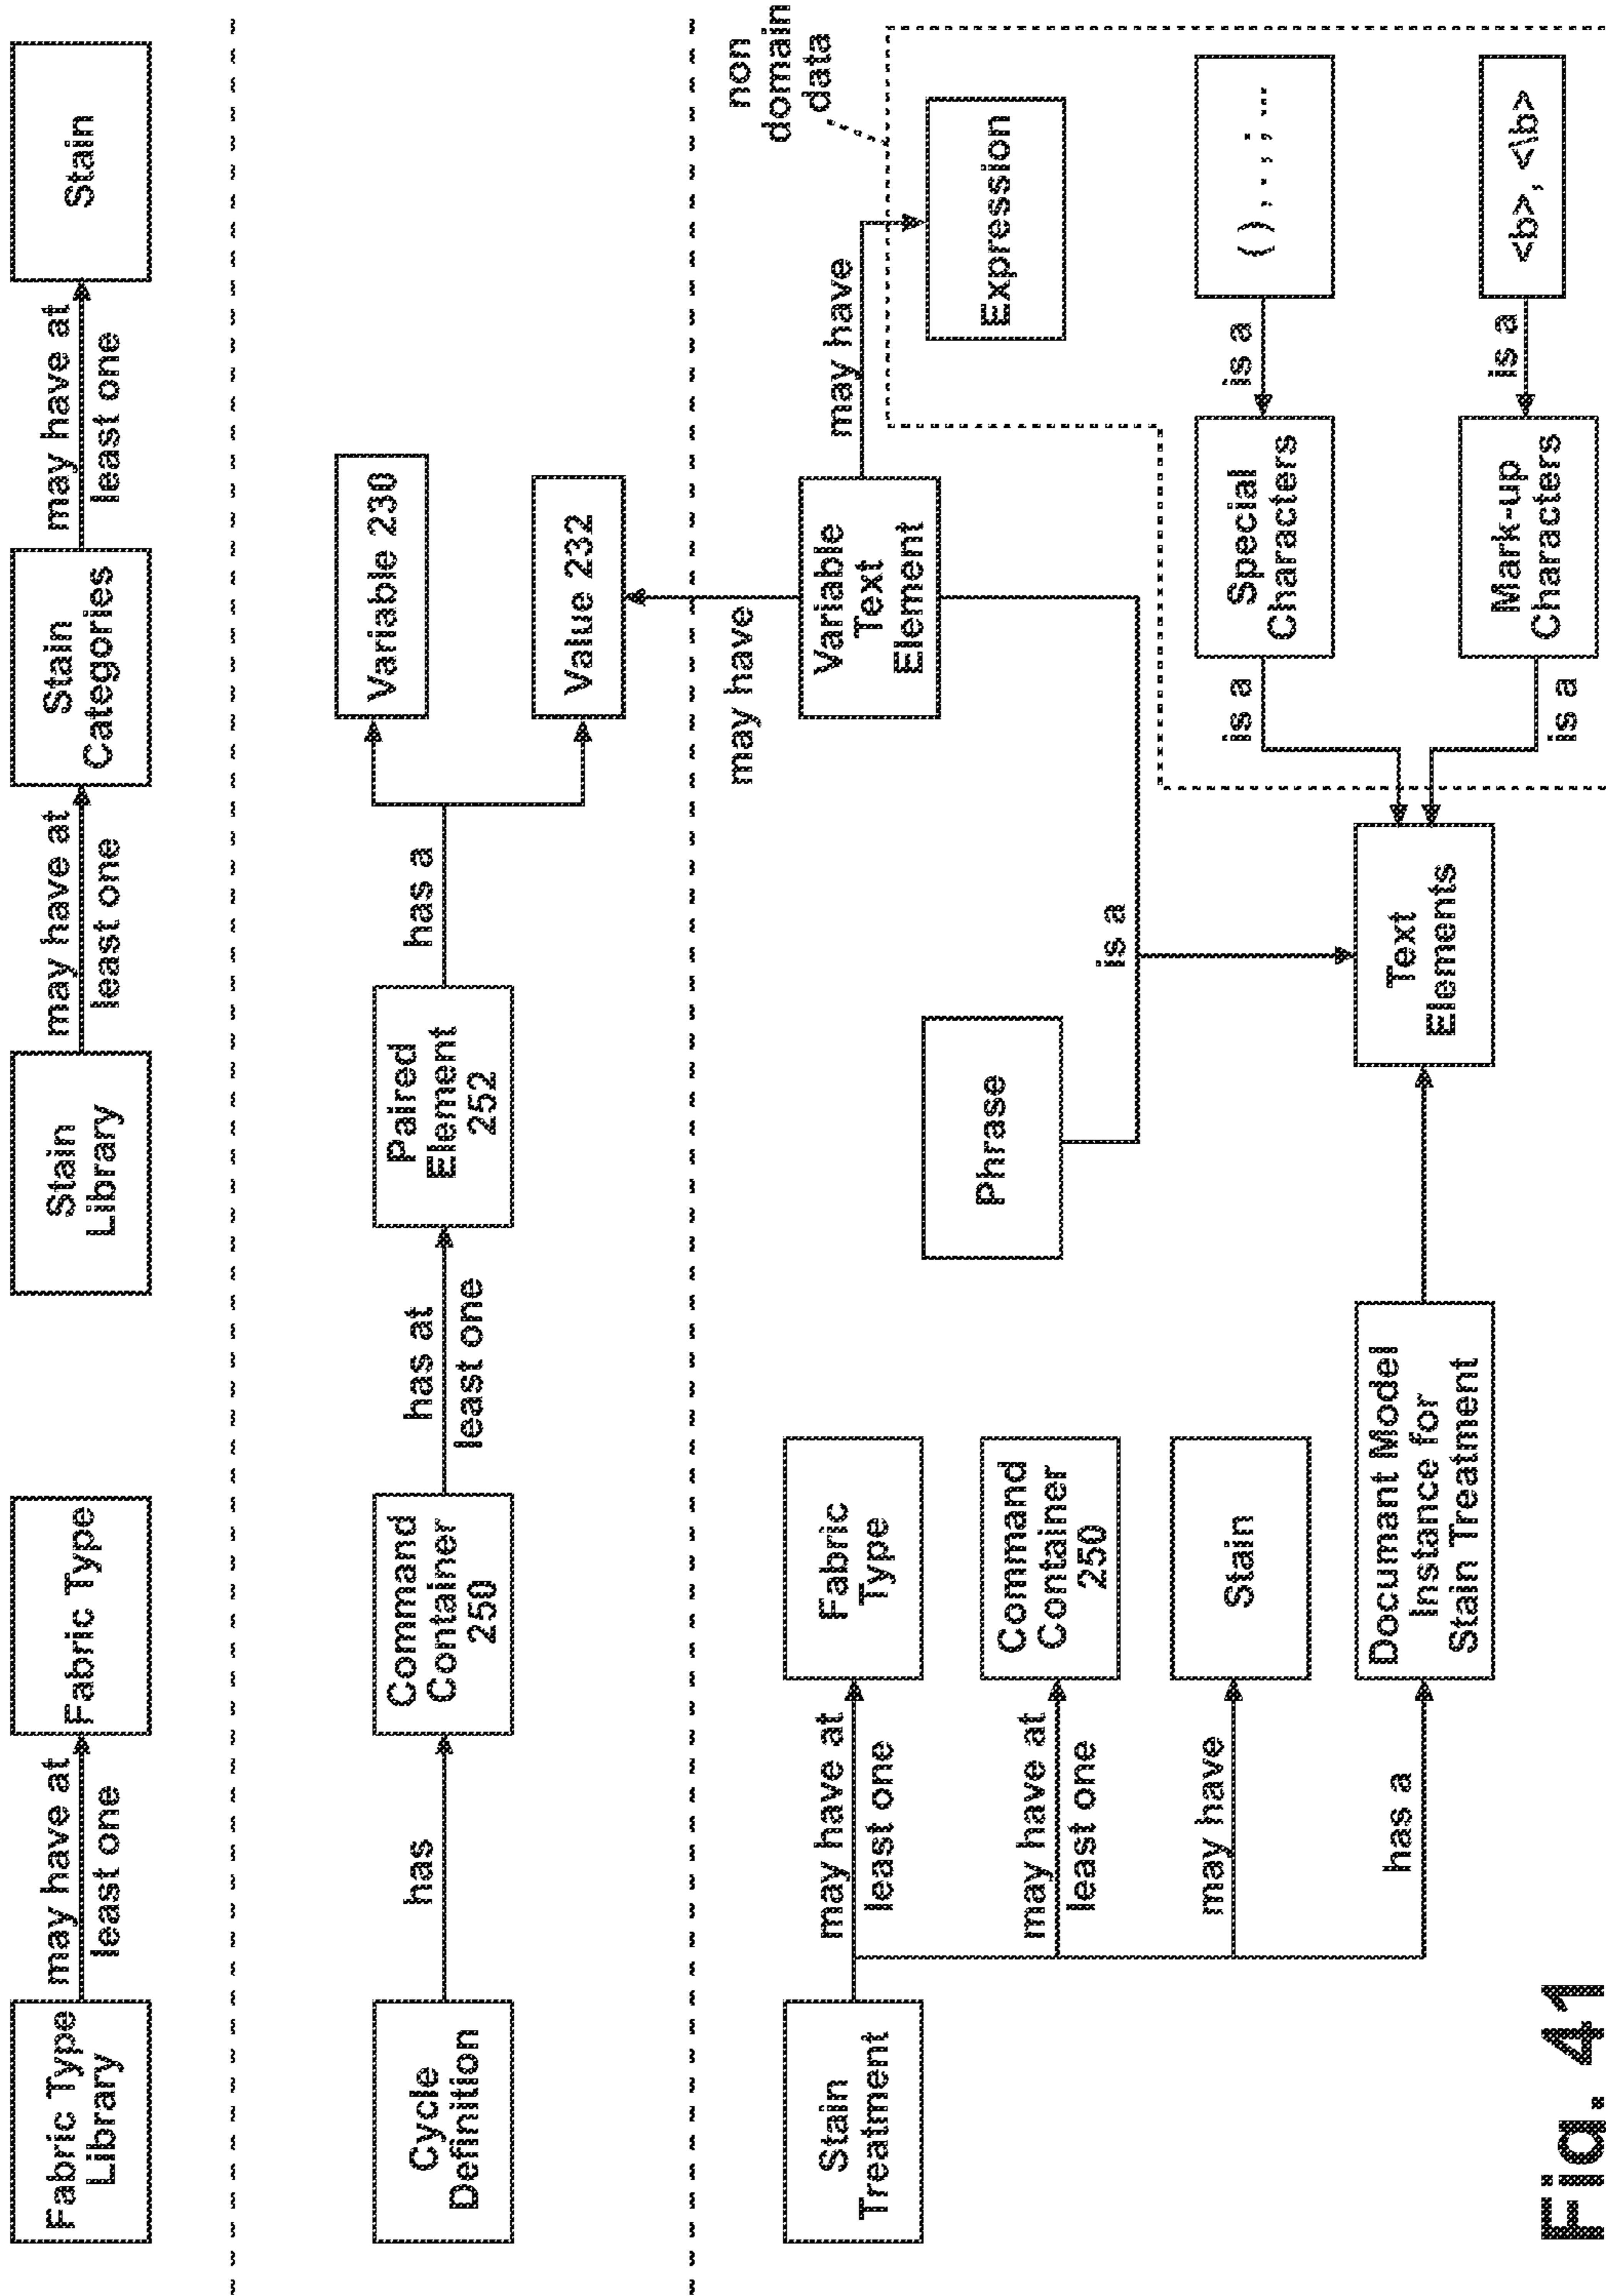 Fabric Type
Library
may have at
least one
Fabric Type
Stain
Library
may have at
least one
Stain
Categories
may have at
least one
Stain
Cycle
Definition
has
Command
Container
250
has at
least one
Paired
Element
252
has a
Variable 230
Value 232
Stain
Treatment
may have at
least one
Fabric
Type
may have at
least one
Command
Container
250
may have
Stain
has a
Documant Model
Instance for
Stain Treatment
Phrase
is a
Text
Elements
may have
Variable
Text
Element
may have
non
domain
data
Expression
is a
Special
Characters
is a
( ) , . ; ...
is a
Mark-up
Characters
is a
<b>, <\b>
Fig. 41